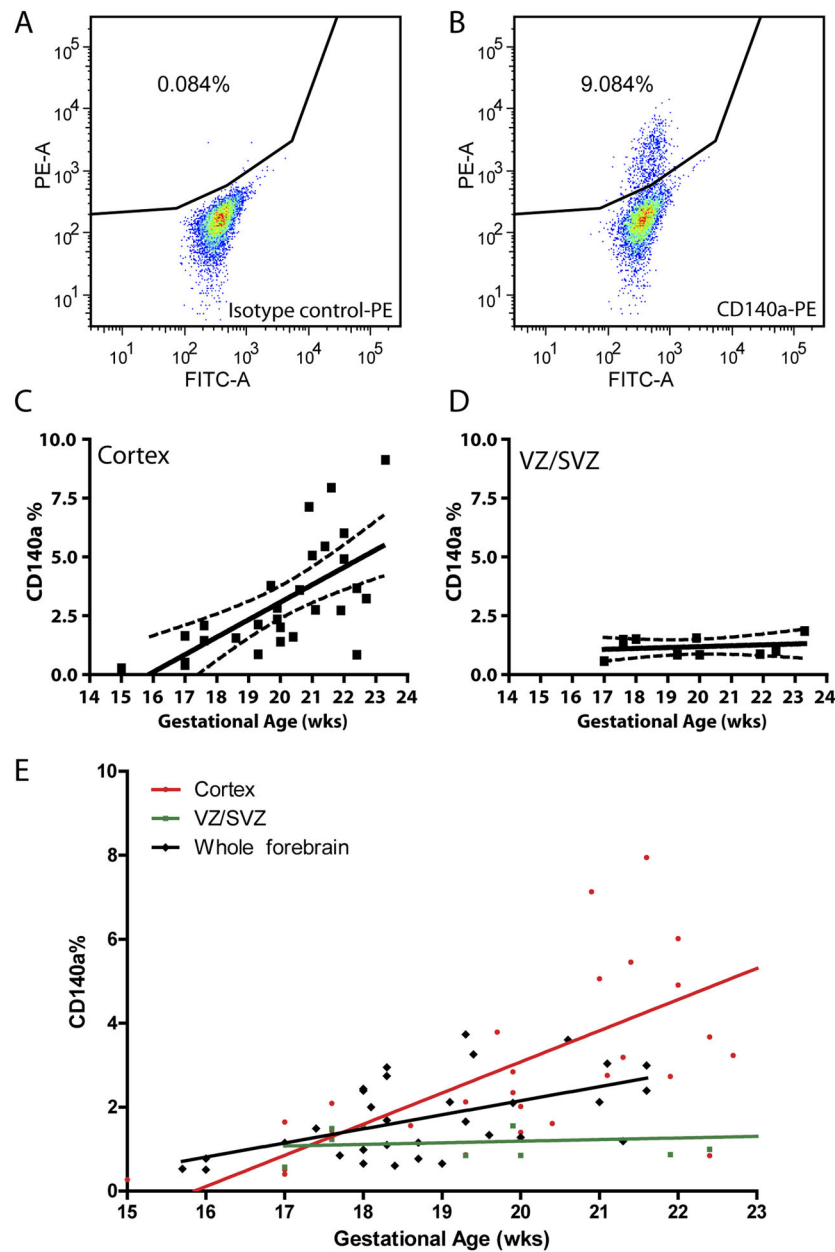 A
0.084%
PE-A
10^5
10^4
10^3
10^2
10^1
Isotype control-PE
10^1 10^2 10^3 10^4 10^5
FITC-A
B
9.084%
PE-A
10^5
10^4
10^3
10^2
10^1
CD140a-PE
10^1 10^2 10^3 10^4 10^5
FITC-A
C
Cortex
CD140a %
10.0
7.5
5.0
2.5
0.0
14 15 16 17 18 19 20 21 22 23 24
Gestational Age (wks)
D
VZ/SVZ
CD140a %
10.0
7.5
5.0
2.5
0.0
14 15 16 17 18 19 20 21 22 23 24
Gestational Age (wks)
E
Cortex
VZ/SVZ
Whole forebrain
CD140a%
10
8
6
4
2
0
15 16 17 18 19 20 21 22 23
Gestational Age (wks)